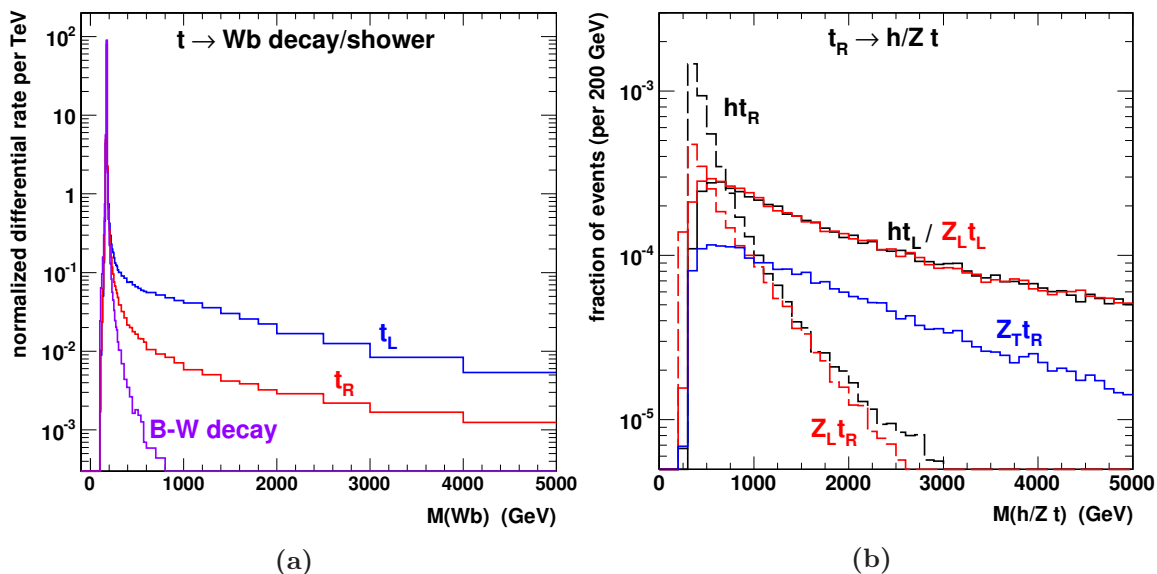 t → Wb decay/shower
normalized differential rate per TeV
10²
10
1
10⁻¹
10⁻²
10⁻³
t_L
t_R
B-W decay
0 1000 2000 3000 4000 5000
M(Wb) (GeV)
(a)
t_R → h/Z t
fraction of events (per 200 GeV)
10⁻³
10⁻⁴
10⁻⁵
ht_R
ht_L / Z_L t_L
Z_T t_R
Z_L t_R
0 1000 2000 3000 4000 5000
M(h/Z t) (GeV)
(b)